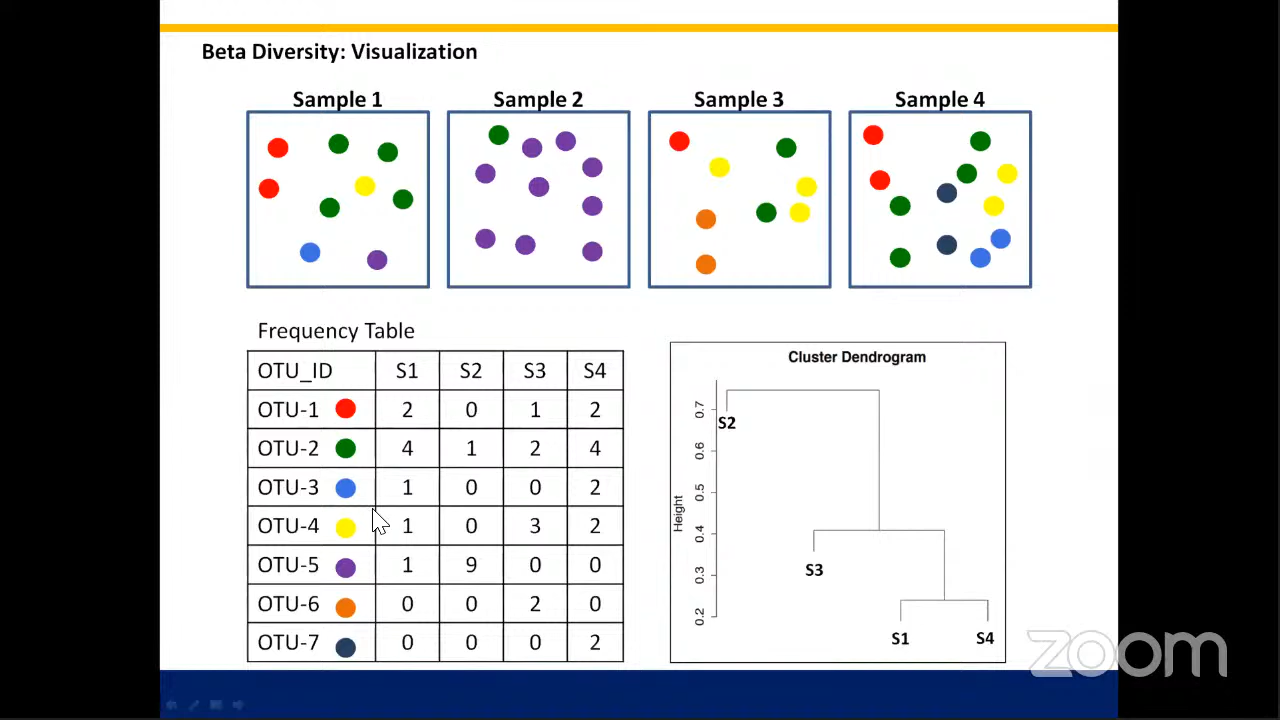 Beta Diversity: Visualization
Sample 1 Sample 2 Sample 3 Sample 4
Frequency Table
OTU_ID S1 S2 S3 S4
OTU-1 2 0 1 2
OTU-2 4 1 2 4
OTU-3 1 0 0 2
OTU-4 1 0 3 2
OTU-5 1 9 0 0
OTU-6 0 0 2 0
OTU-7 0 0 0 2
Cluster Dendrogram
Height
0.7
0.6
0.5
0.4
0.3
0.2
S2
S3
S1 S4
zoom